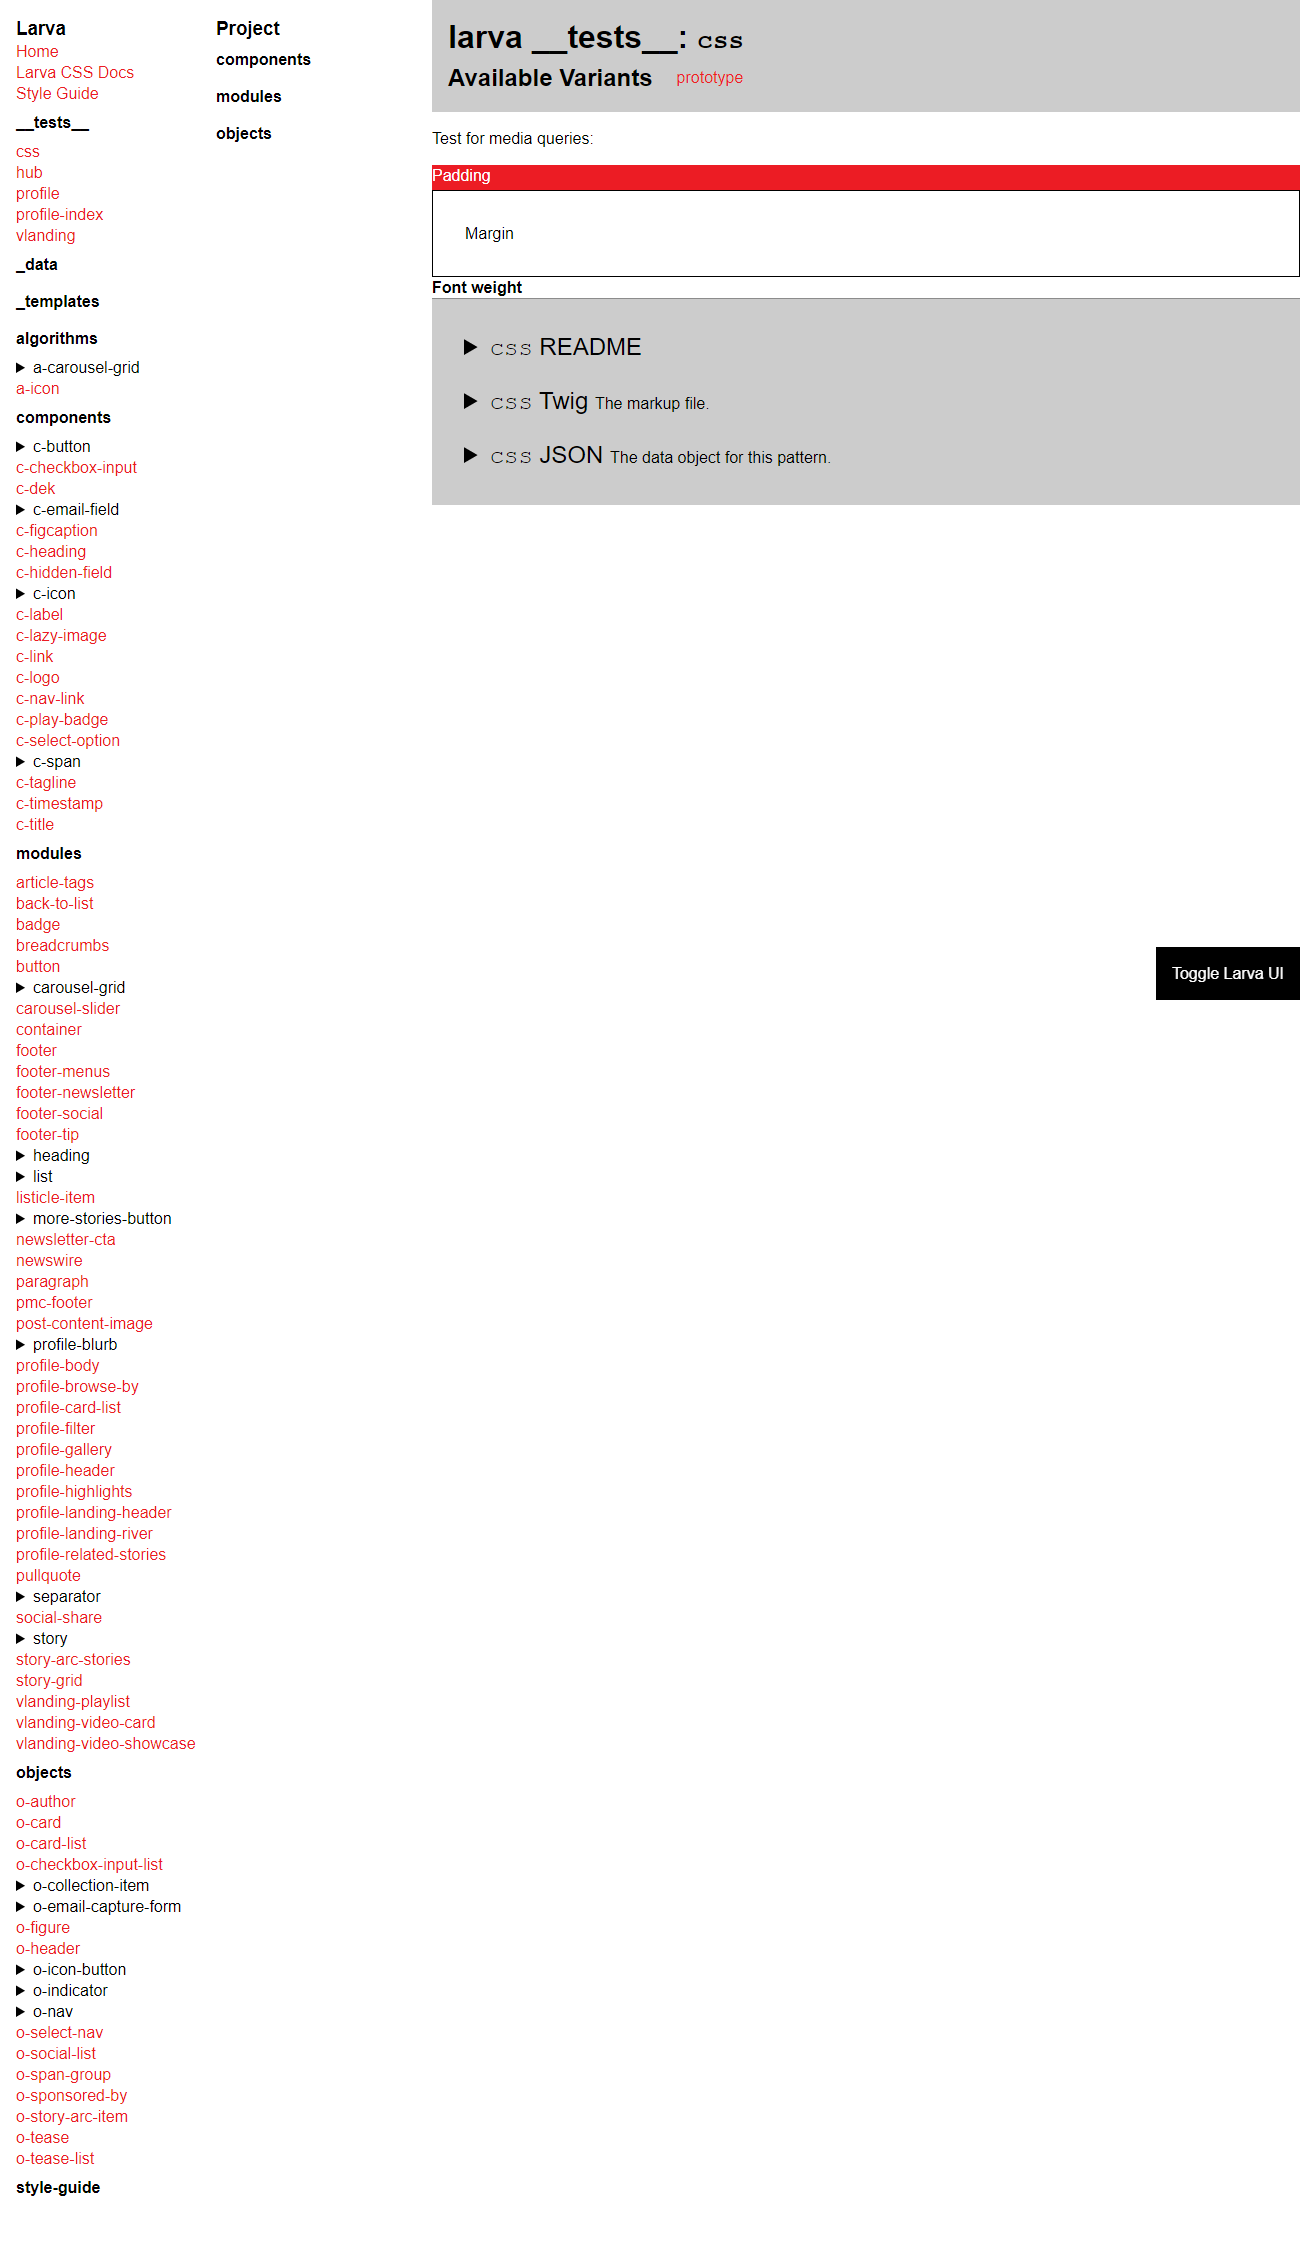 Larva
Home
Larva CSS Docs
Style Guide
__tests__
css
hub
profile
profile-index
vlanding
_data
_templates
algorithms
a-carousel-grid
a-icon
components
c-button
c-checkbox-input
c-dek
c-email-field
c-figcaption
c-heading
c-hidden-field
c-icon
c-label
c-lazy-image
c-link
c-logo
c-nav-link
c-play-badge
c-select-option
c-span
c-tagline
c-timestamp
c-title
modules
article-tags
back-to-list
badge
breadcrumbs
button
carousel-grid
carousel-slider
container
footer
footer-menus
footer-newsletter
footer-social
footer-tip
heading
list
listicle-item
more-stories-button
newsletter-cta
newswire
paragraph
pmc-footer
post-content-image
profile-blurb
profile-body
profile-browse-by
profile-card-list
profile-filter
profile-gallery
profile-header
profile-highlights
profile-landing-header
profile-landing-river
profile-related-stories
pullquote
separator
social-share
story
story-arc-stories
story-grid
vlanding-playlist
vlanding-video-card
vlanding-video-showcase
objects
o-author
o-card
o-card-list
o-checkbox-input-list
o-collection-item
o-email-capture-form
o-figure
o-header
o-icon-button
o-indicator
o-nav
o-select-nav
o-social-list
o-span-group
o-sponsored-by
o-story-arc-item
o-tease
o-tease-list
style-guide
Project
components
modules
objects
larva __tests__: css
Available Variants prototype
Test for media queries:
Padding
Margin
Font weight
css README
css Twig The markup file.
css JSON The data object for this pattern.
Toggle Larva UI